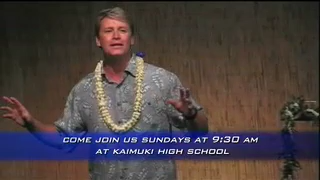 COME JOIN US SUNDAYS AT 9:30 AM
AT KAIMUKI HIGH SCHOOL